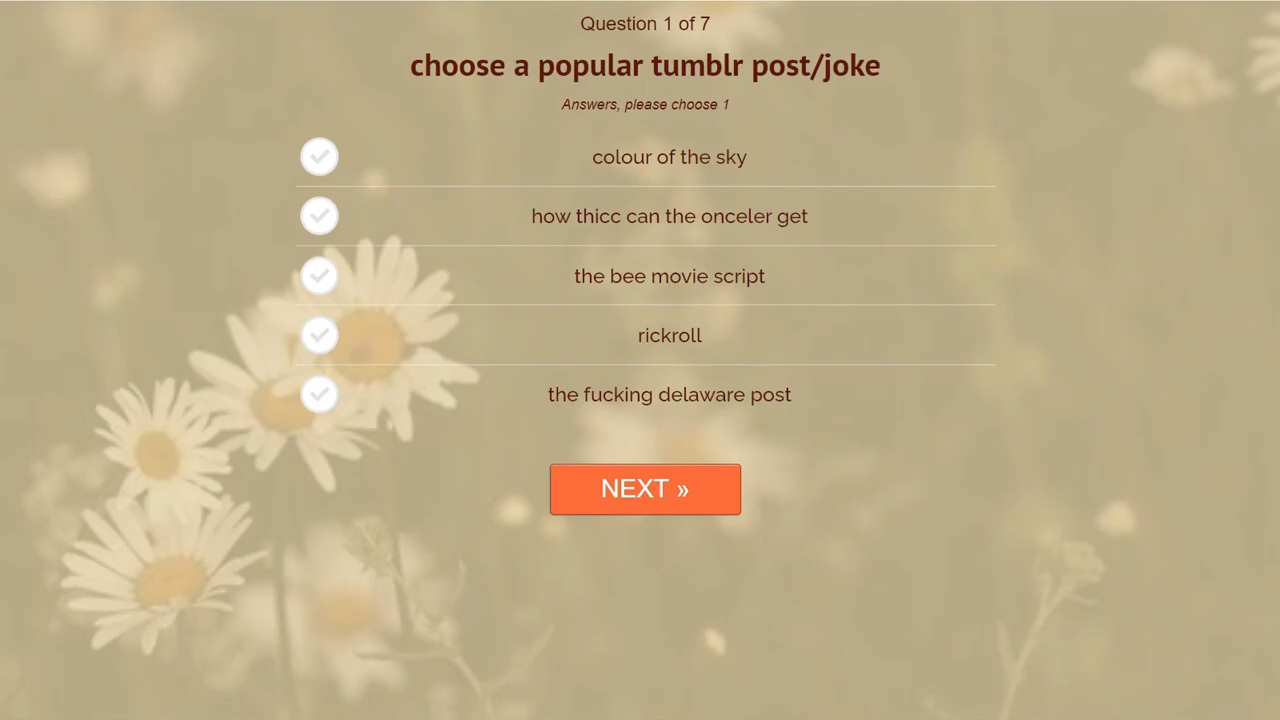 Question 1 of 7
choose a popular tumblr post/joke
Answers, please choose 1
colour of the sky
how thicc can the onceler get
the bee movie script
rickroll
the fucking delaware post
NEXT »